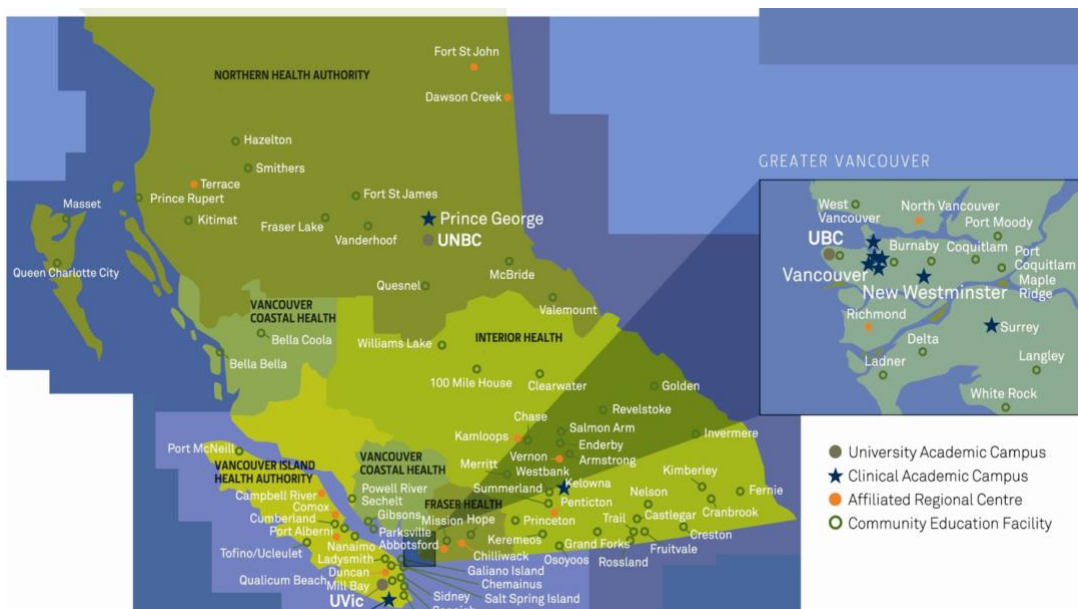 Fort St John
NORTHERN HEALTH AUTHORITY
Dawson Creek
Hazelton
Smithers
Terrace
Prince Rupert
Fort St James
Masset
Kitimat
Fraser Lake
Prince George
Vanderhoof
UNBC
Queen Charlotte City
McBride
Quesnel
VANCOUVER
COASTAL HEALTH
Valemount
Bella Coola
INTERIOR HEALTH
Williams Lake
Bella Bella
100 Mile House
Clearwater
Golden
Chase
Revelstoke
Port McNeill
Kamloops
Salmon Arm
Invermere
Enderby
VANCOUVER ISLAND
HEALTH AUTHORITY
VANCOUVER
COASTAL HEALTH
Merritt
Vernon
Armstrong
Westbank
Kimberley
Kelowna
Campbell River
Powell River
Summerland
Nelson
Fernie
Comox
Sechelt
FRASER HEALTH
Penticton
Cranbrook
Cumberland
Gibsons
Mission
Hope
Princeton
Trail
Castlegar
Creston
Port Alberni
Parksville
Keremeos
Tofino/Ucleulet
Nanaimo
Abbotsford
Chilliwack
Grand Forks
Fruitvale
Ladysmith
Osoyoos
Rossland
Galiano Island
Duncan
Chemainus
Qualicum Beach
Mill Bay
Sidney
Salt Spring Island
UVic
GREATER VANCOUVER
West
Vancouver
North Vancouver
Port Moody
UBC
Burnaby
Coquitlam
Port
Coquitlam
Vancouver
Maple
Ridge
New Westminster
Richmond
Surrey
Delta
Ladner
Langley
White Rock
University Academic Campus
Clinical Academic Campus
Affiliated Regional Centre
Community Education Facility